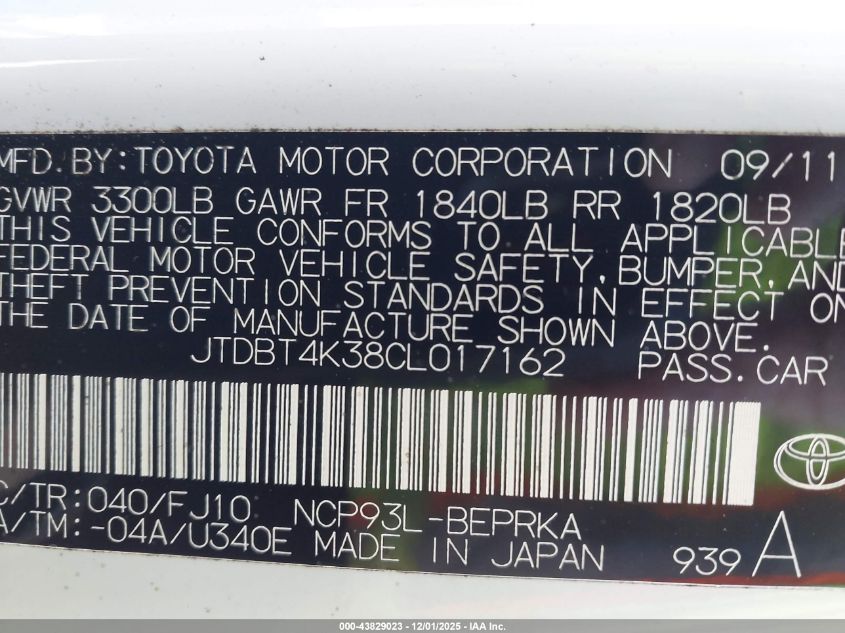 MFD. BY: TOYOTA MOTOR CORPORATION 09/11
GVWR 3300LB GAWR FR 1840LB RR 1820LB
THIS VEHICLE CONFORMS TO ALL APPLICABLE
FEDERAL MOTOR VEHICLE SAFETY, BUMPER, AND
THEFT PREVENTION STANDARDS IN EFFECT ON
THE DATE OF MANUFACTURE SHOWN ABOVE.
JTDBT4K38CL017162 PASS. CAR
C/TR: 040/FJ10 NCP93L-BEPRKA
A/TM: -04A/U340E MADE IN JAPAN 939 A
000-43829023 - 12/01/2025 - IAA Inc.